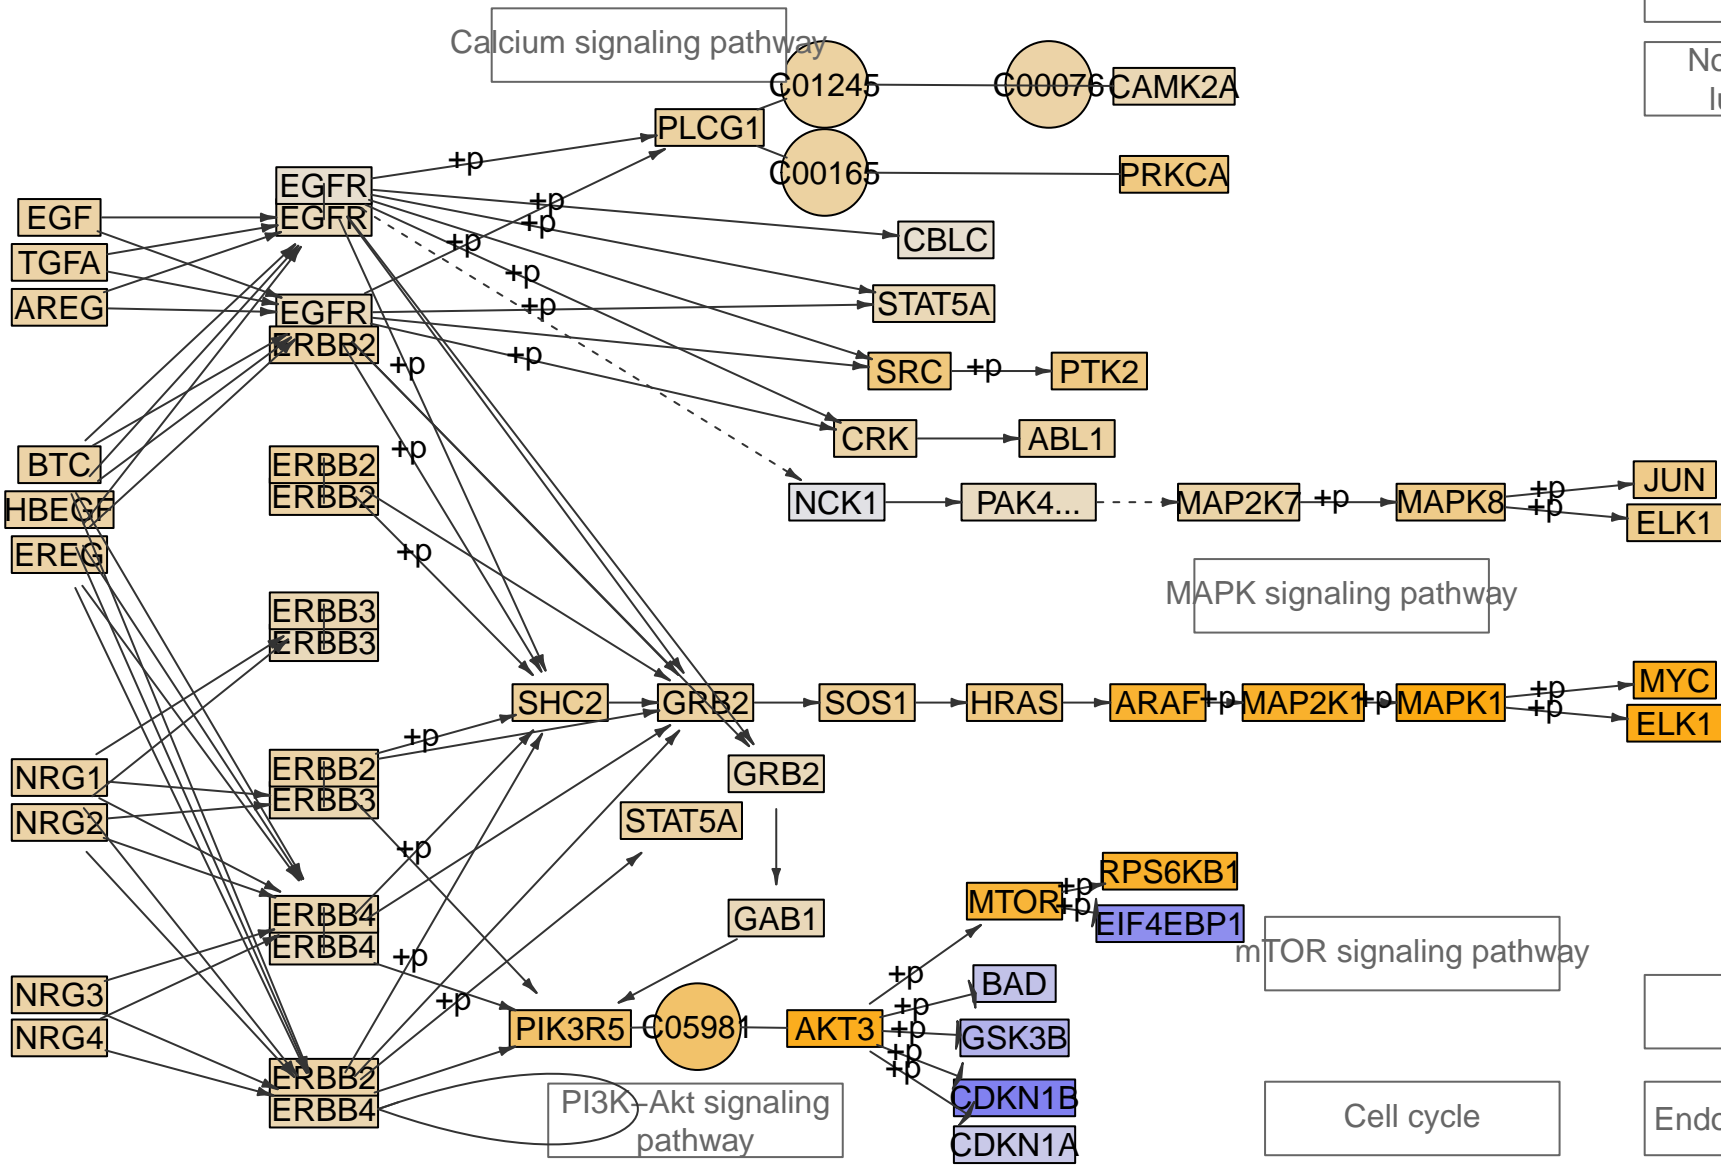 Calcium signaling pathway
C01245
C00076
CAMK2A
No
lu
PLCG1
+p
C00165
PRKCA
EGFR
EGFR
EGF
+p
+p
CBLC
TGFA
+p
+p
AREG
EGFR
+p
STAT5A
ERBB2
+p
+p
SRC
+p
PTK2
CRK
ABL1
BTC
ERBB2
+p
ERBB2
HBEGF
NCK1
PAK4...
MAP2K7
+p
MAPK8
+p
+p
JUN
ELK1
EREG
+p
MAPK signaling pathway
ERBB3
ERBB3
SHC2
GRB2
SOS1
HRAS
ARAF
+p
MAP2K1
+p
MAPK1
+p
+p
MYC
ELK1
+p
NRG1
ERBB2
ERBB3
GRB2
NRG2
STAT5A
+p
RPS6KB1
MTOR
+p
+p
EIF4EBP1
ERBB4
ERBB4
GAB1
mTOR signaling pathway
+p
+p
BAD
NRG3
+p
+p
NRG4
PIK3R5
C05981
AKT3
+p
GSK3B
+p
+p
ERBB2
ERBB4
PI3K−Akt signaling
pathway
CDKN1B
CDKN1A
Cell cycle
Endo